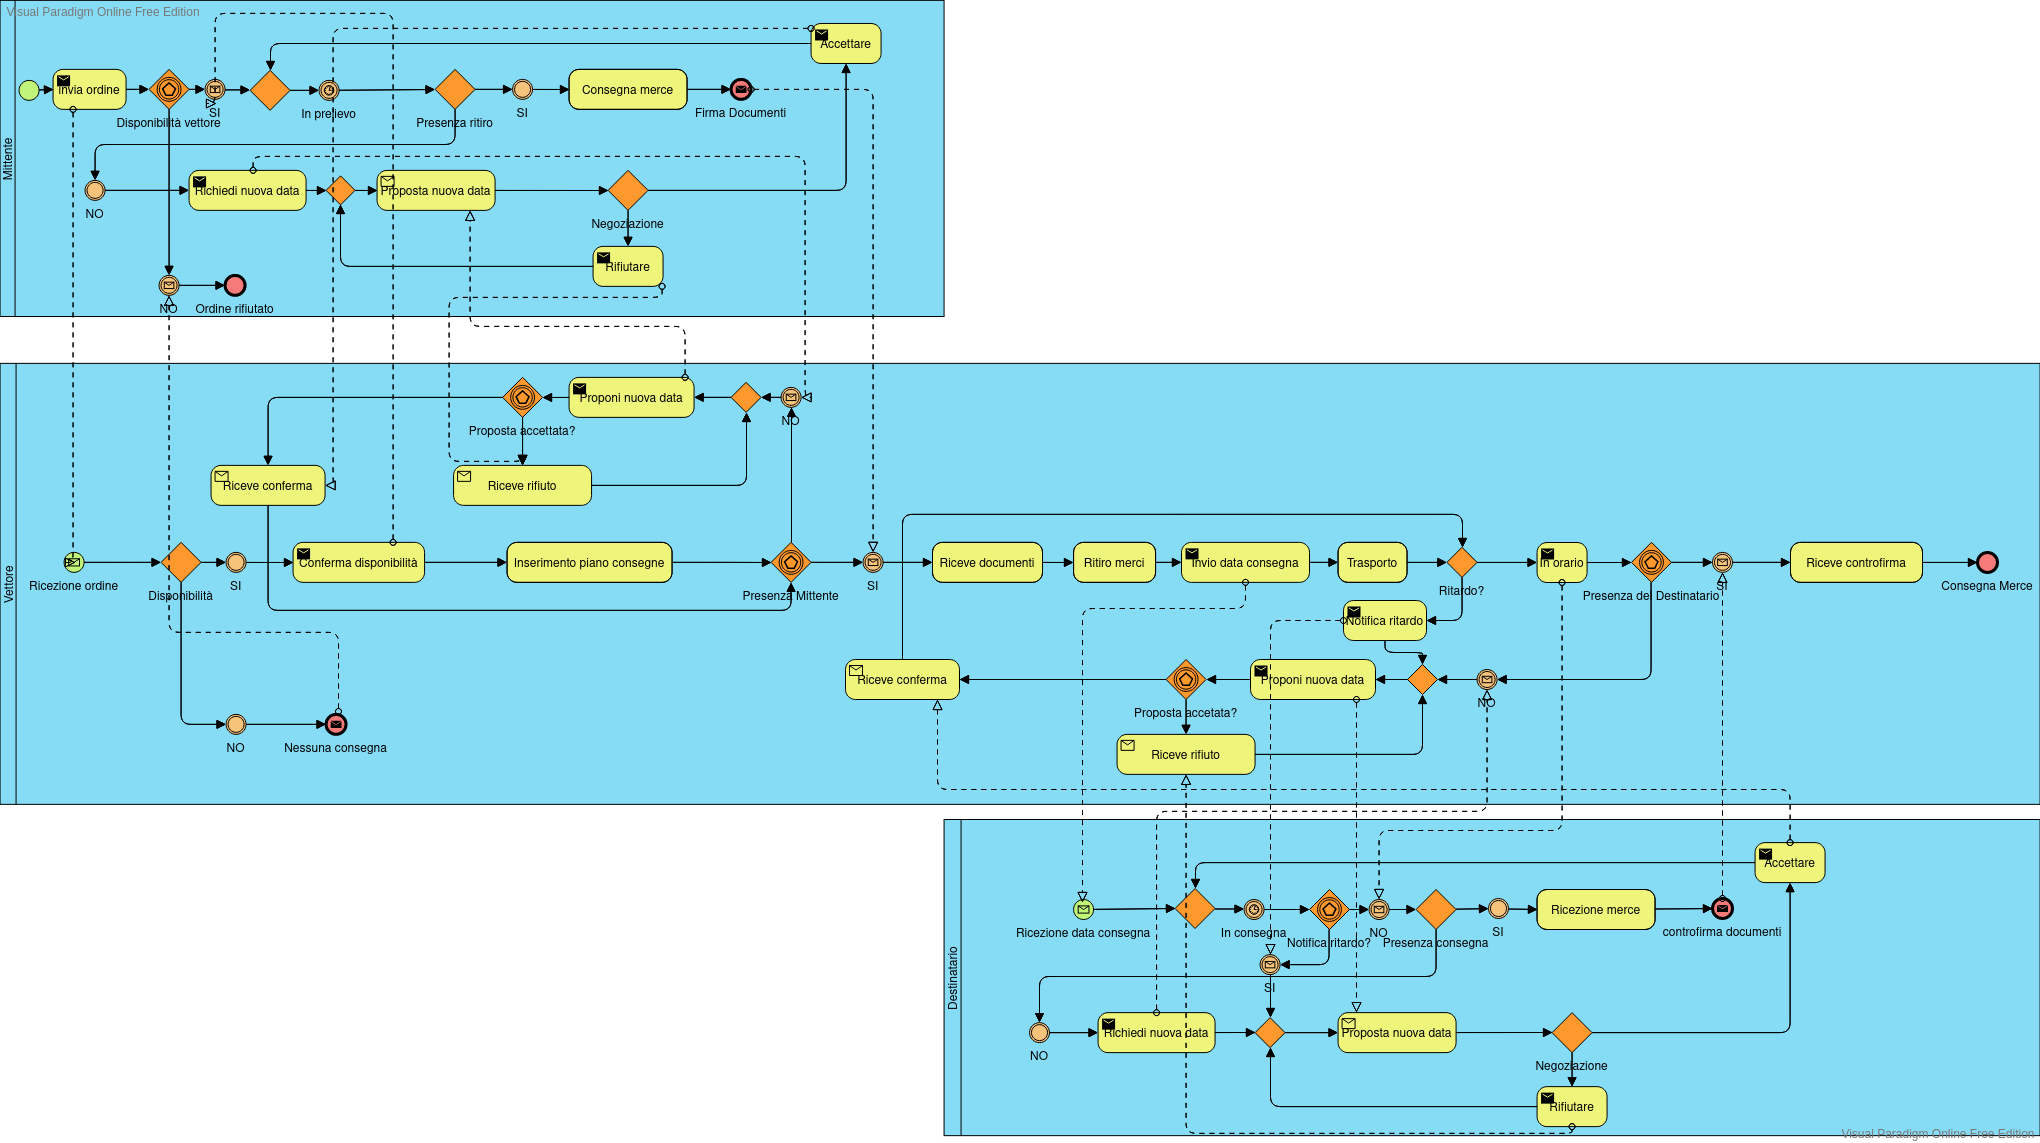 Visual Paradigm Online Free Edition
Mittente
Accettare
Invia ordine
Disponibilità vettore
SI
In prelievo
Presenza ritiro
SI
Consegna merce
Firma Documenti
NO
Richiedi nuova data
Proposta nuova data
Negoziazione
Rifiutare
NO
Ordine rifiutato
Vettore
Proposta accettata?
Proponi nuova data
NO
Riceve conferma
Riceve rifiuto
Ricezione ordine
Disponibilità
SI
Conferma disponibilità
Inserimento piano consegne
Presenza Mittente
SI
Riceve documenti
Ritiro merci
Invio data consegna
Trasporto
Ritardo?
In orario
Presenza del Destinatario
SI
Riceve controfirma
Consegna Merce
Notifica ritardo
Riceve conferma
Proposta accetata?
Proponi nuova data
NO
NO
Nessuna consegna
Riceve rifiuto
Destinatario
Accettare
Ricezione data consegna
In consegna
Notifica ritardo?
NO
Presenza consegna
SI
Ricezione merce
controfirma documenti
SI
NO
Richiedi nuova data
Proposta nuova data
Negoziazione
Rifiutare
Visual Paradigm Online Free Edition